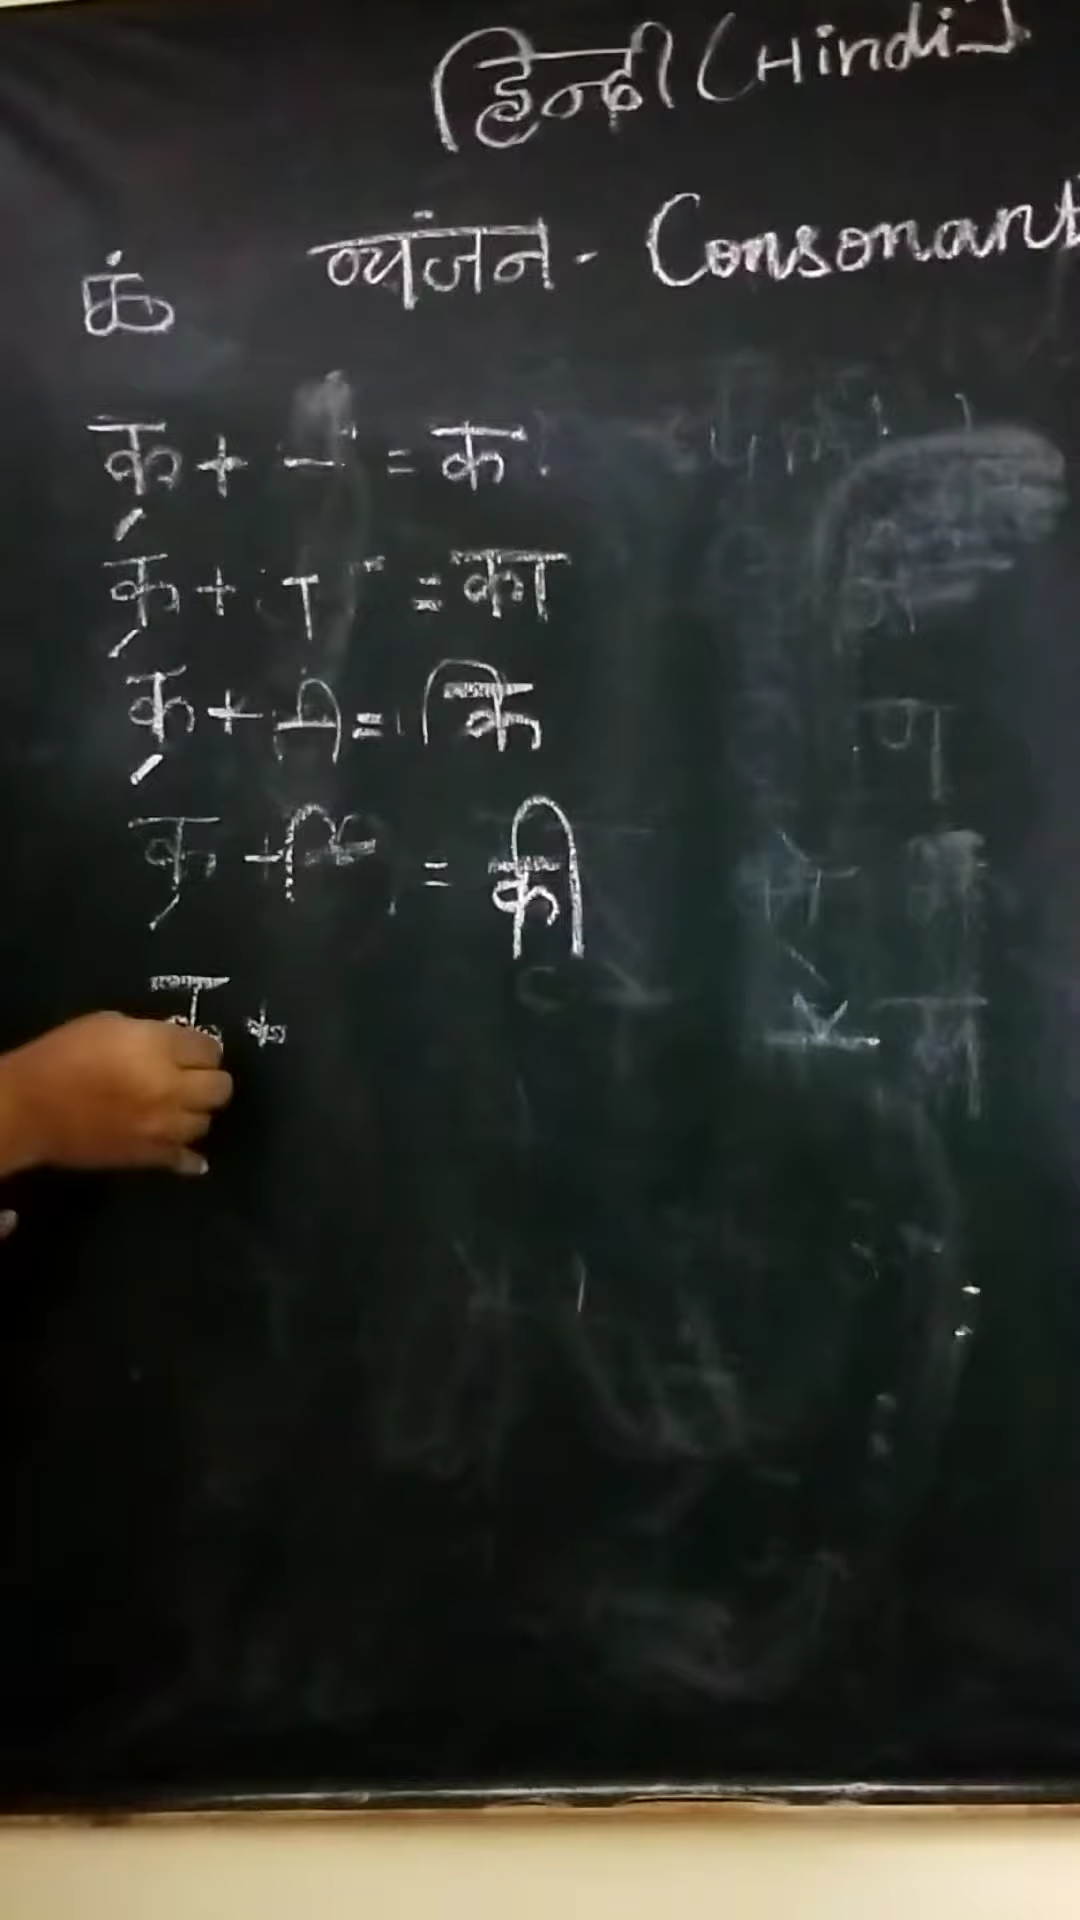 हिन्दी (Hindi)
व्यंजन - Consonant
कं
क् + = क
क् + ा = का
क् + ि = कि
क् + = की